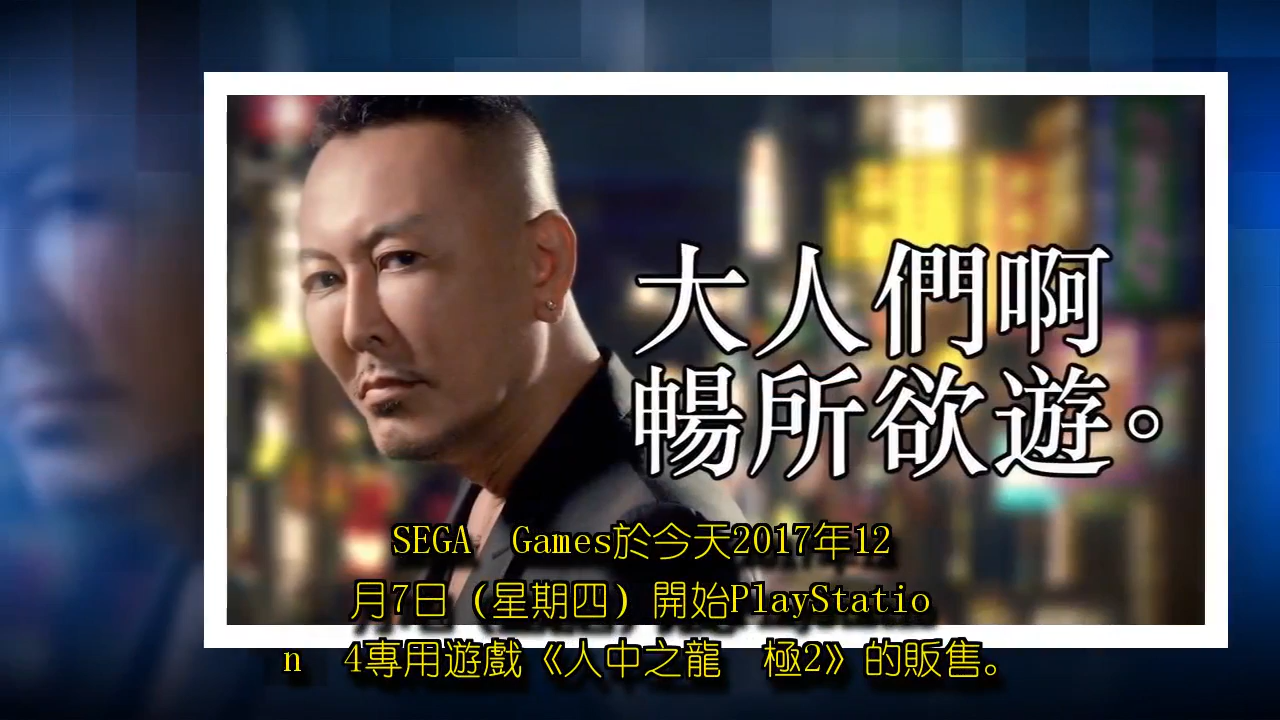 大人們啊
暢所欲遊。
SEGA　Games於今天2017年12
月7日（星期四）開始PlayStatio
n　4專用遊戲《人中之龍　極2》的販售。